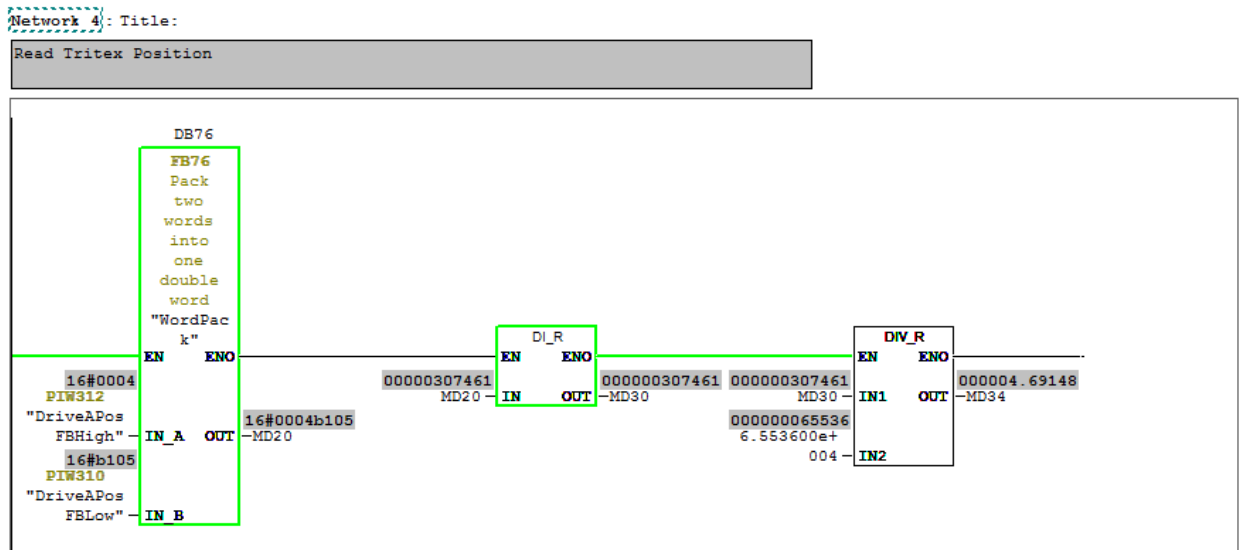 Network 4: Title:
Read Tritex Position
DB76
FB76
Pack
two
words
into
one
double
word
"WordPac
k"
EN ENO
16#0004
PIW312
"DriveAPos
FBHigh" IN_A OUT 16#0004b105
MD20
16#b105
PIW310
"DriveAPos
FBLow" IN_B
DI_R
EN ENO
00000307461 000000307461
MD20 IN OUT MD30
DIV_R
EN ENO
000000307461 000004.69148
MD30 IN1 OUT MD34
000000065536
6.553600e+
004 IN2